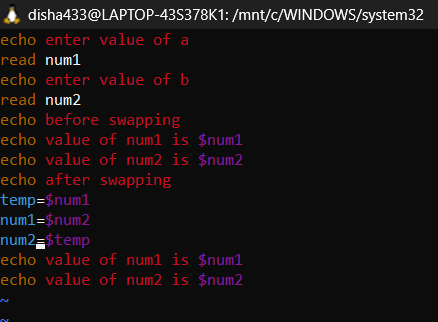 disha433@LAPTOP-43S378K1: /mnt/c/WINDOWS/system32
echo enter value of a
read num1
echo enter value of b
read num2
echo before swapping
echo value of num1 is $num1
echo value of num2 is $num2
echo after swapping
temp=$num1
num1=$num2
num2=$temp
echo value of num1 is $num1
echo value of num2 is $num2
~
~